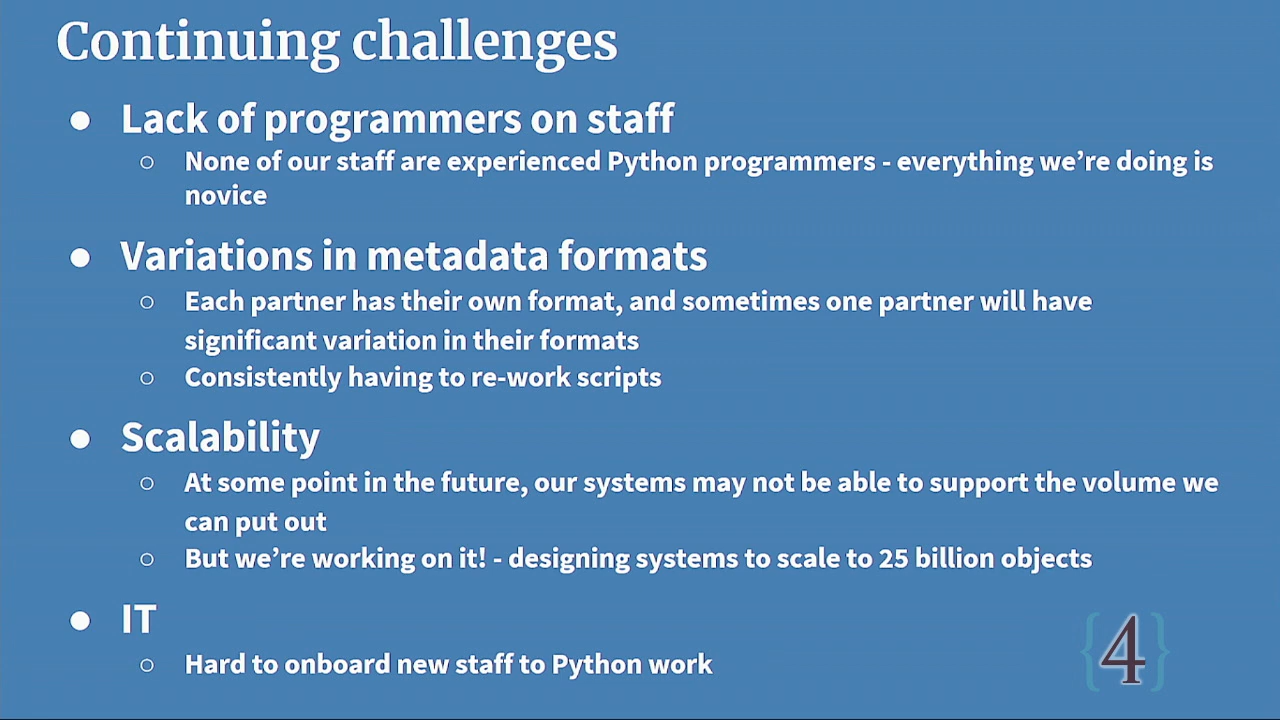 Continuing challenges
● Lack of programmers on staff
○ None of our staff are experienced Python programmers - everything we’re doing is
novice
● Variations in metadata formats
○ Each partner has their own format, and sometimes one partner will have
significant variation in their formats
○ Consistently having to re-work scripts
● Scalability
○ At some point in the future, our systems may not be able to support the volume we
can put out
○ But we’re working on it! - designing systems to scale to 25 billion objects
● IT
○ Hard to onboard new staff to Python work
{4}